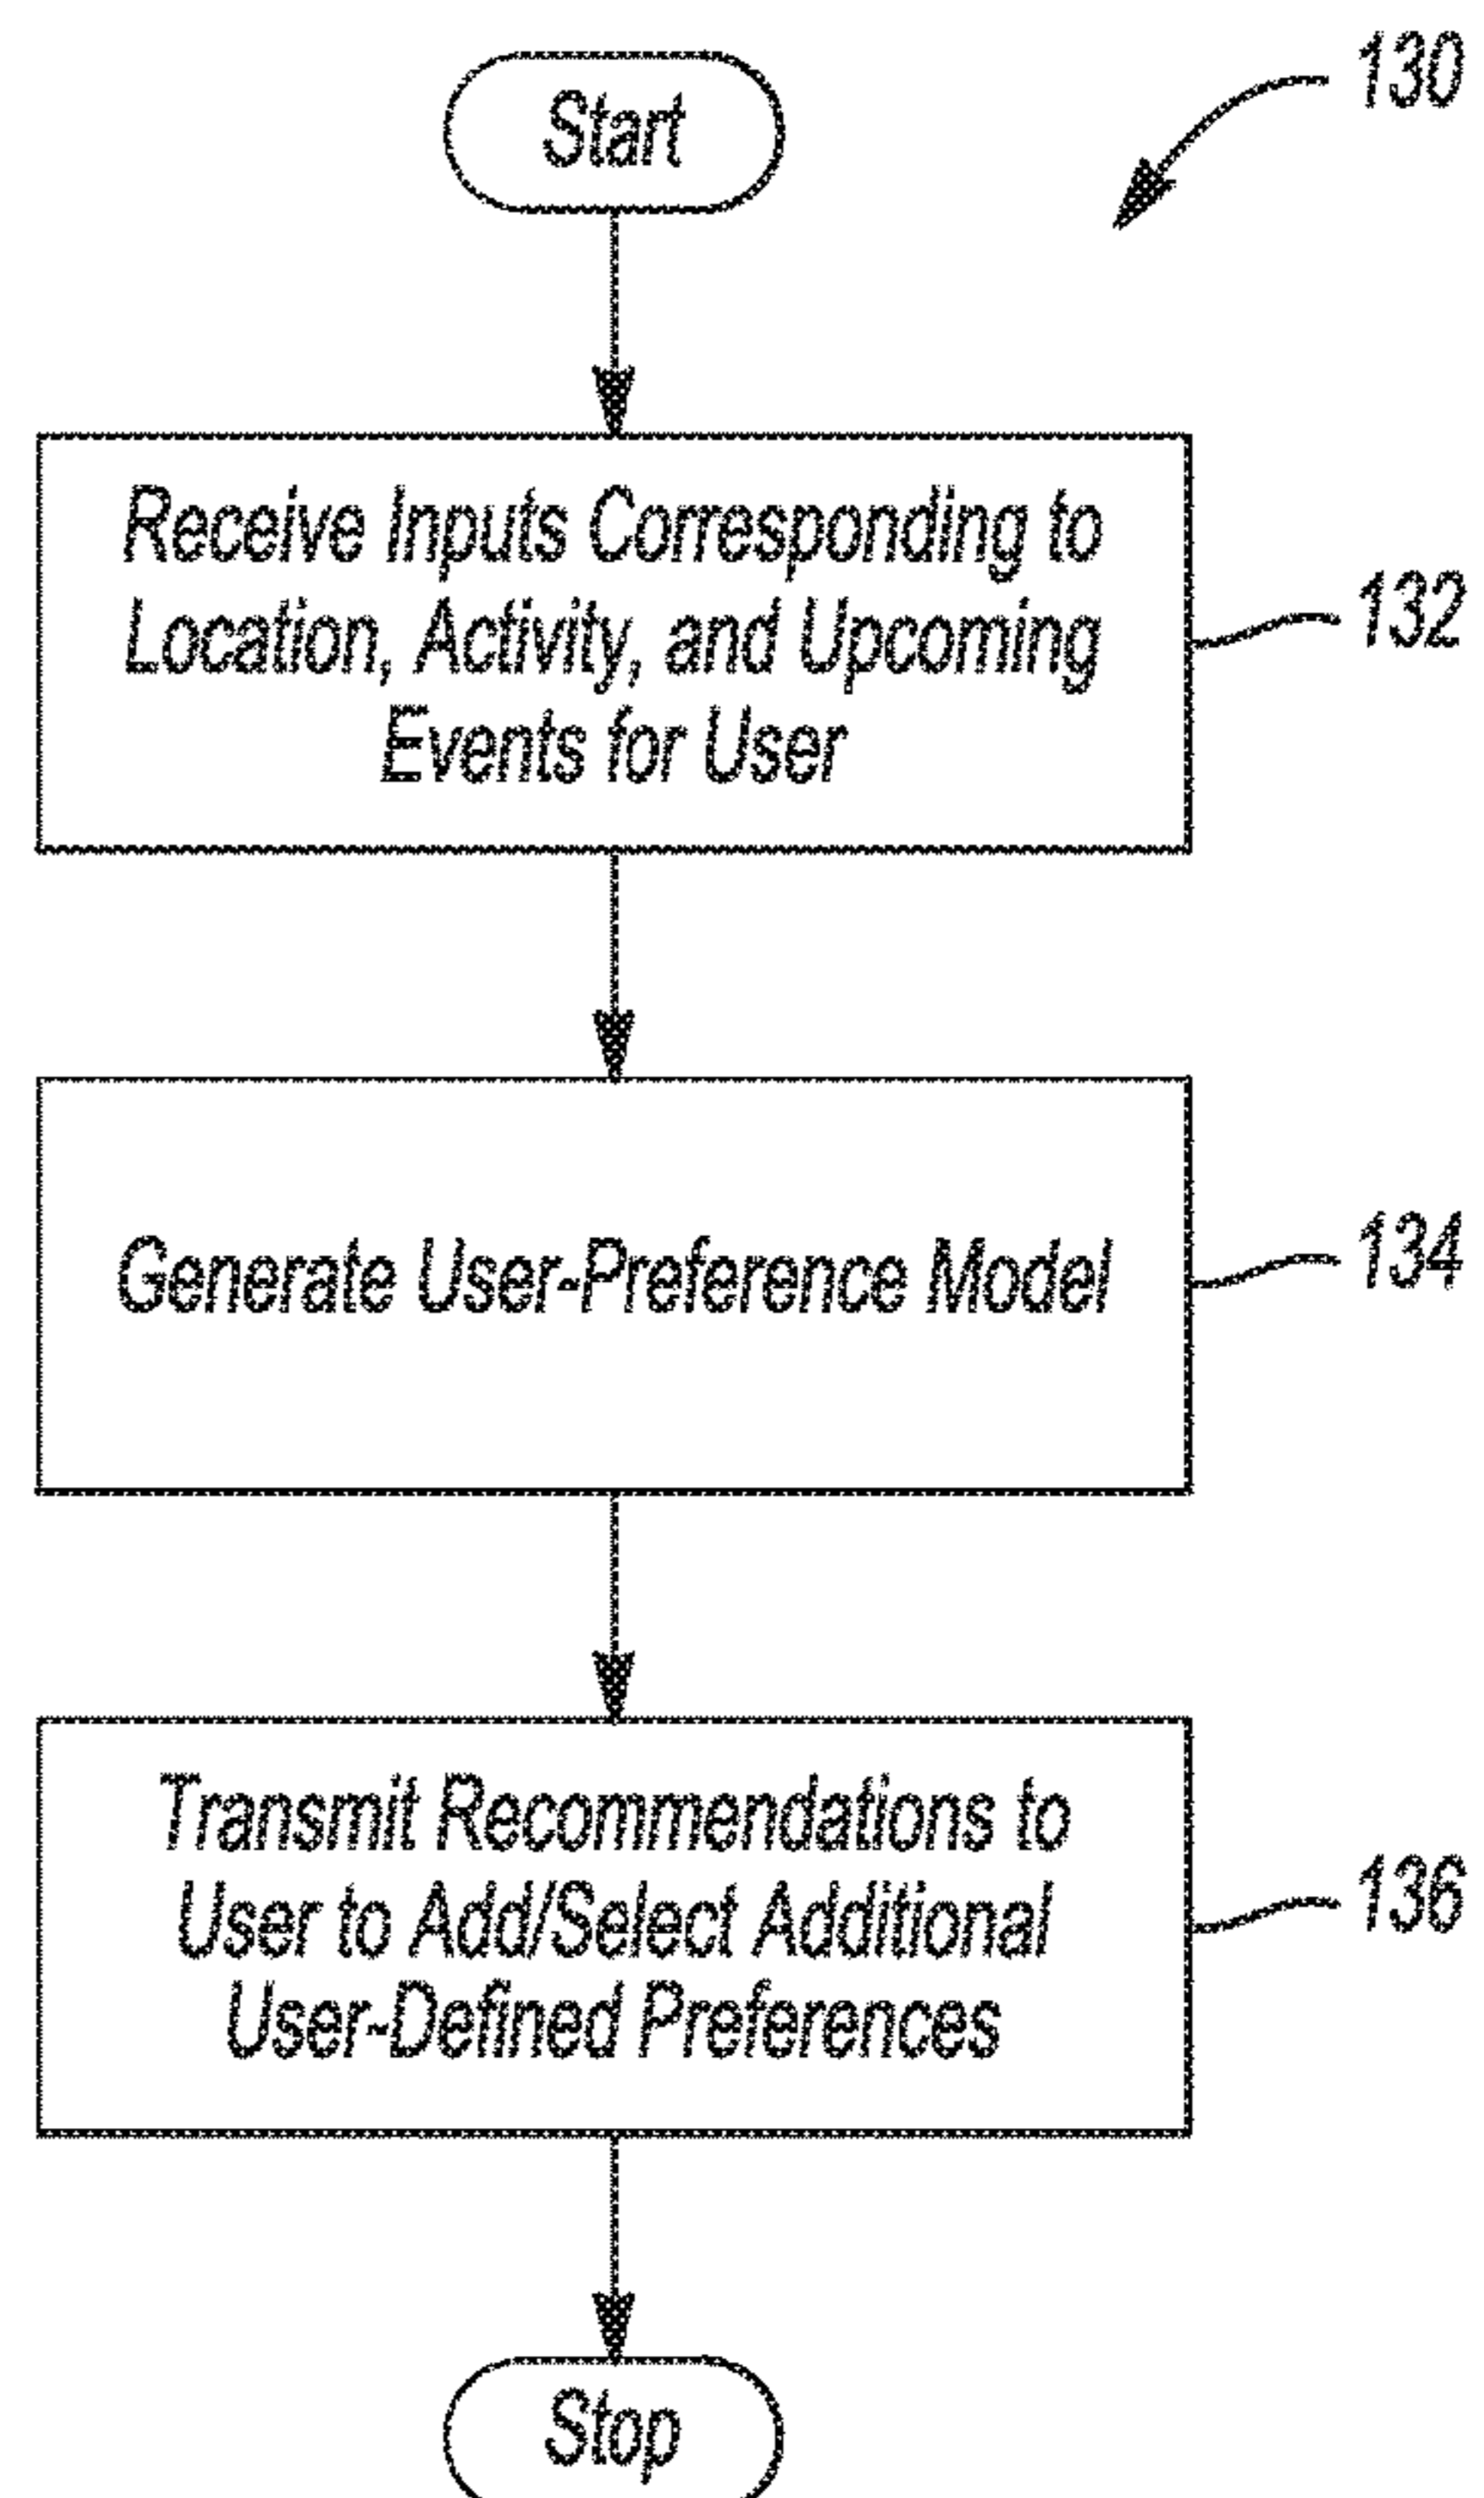 130
Start
Receive Inputs Corresponding to
Location, Activity, and Upcoming
Events for User
132
Generate User-Preference Model
134
Transmit Recommendations to
User to Add/Select Additional
User-Defined Preferences
136
Stop